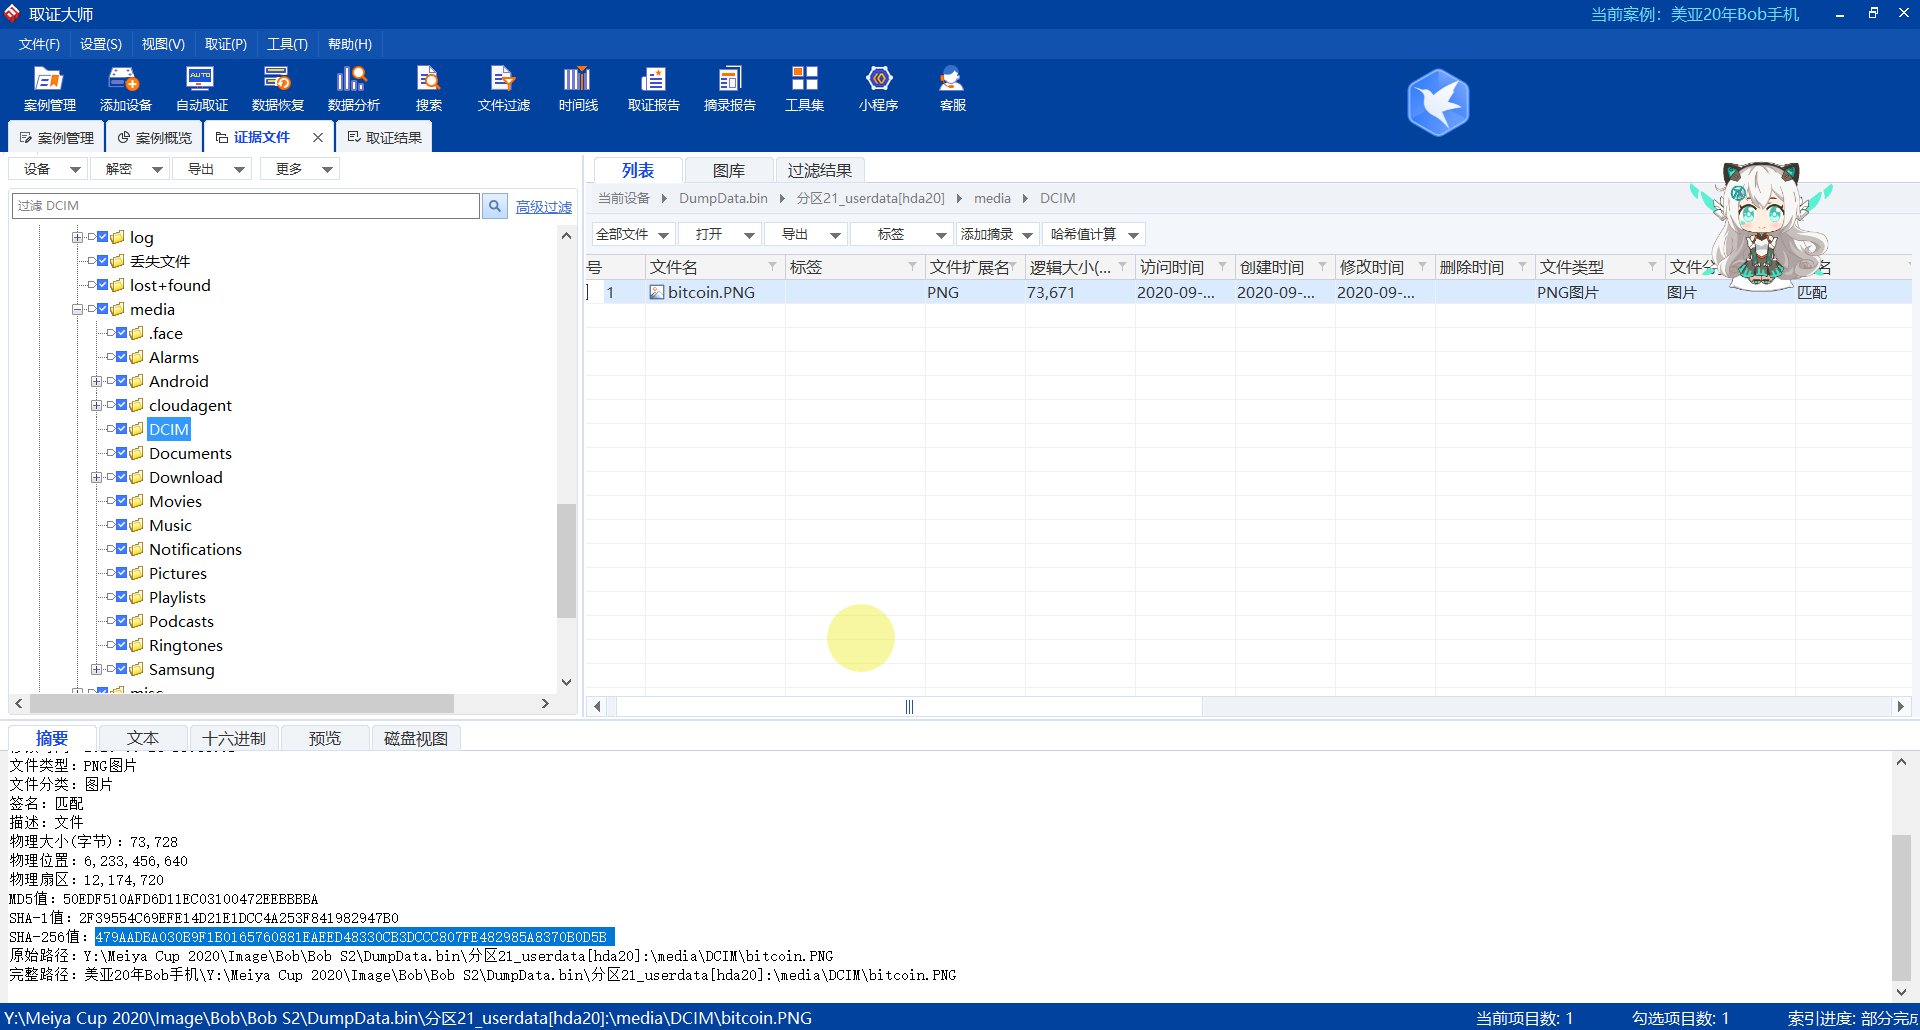 取证大师
当前案例：美亚20年Bob手机
文件(F) 设置(S) 视图(V) 取证(P) 工具(T) 帮助(H)
案例管理 添加设备 自动取证 数据恢复 数据分析 搜索 文件过滤 时间线 取证报告 摘录报告 工具集 小程序 客服
案例管理 案例概览 证据文件 取证结果
设备 解密 导出 更多
过滤 DCIM 高级过滤
log
丢失文件
lost+found
media
.face
Alarms
Android
cloudagent
DCIM
Documents
Download
Movies
Music
Notifications
Pictures
Playlists
Podcasts
Ringtones
Samsung
misc
列表 图库 过滤结果
当前设备 DumpData.bin 分区21_userdata[hda20] media DCIM
全部文件 打开 导出 标签 添加摘录 哈希值计算
号 文件名 标签 文件扩展名 逻辑大小(... 访问时间 创建时间 修改时间 删除时间 文件类型 文件 名
1 bitcoin.PNG PNG 73,671 2020-09-... 2020-09-... 2020-09-... PNG图片 图片 匹配
摘要 文本 十六进制 预览 磁盘视图
文件类型：PNG图片
文件分类：图片
签名：匹配
描述：文件
物理大小(字节)：73,728
物理位置：6,233,456,640
物理扇区：12,174,720
MD5值：50EDF510AFD6D11EC03100472EEBBBBA
SHA-1值：2F39554C69EFE14D21E1DCC4A253F841982947B0
SHA-256值：479AADBA030B9F1B0165760881EAEED48330CB3DCCC807FE482985A8370B0D5B
原始路径：Y:\Meiya Cup 2020\Image\Bob\Bob S2\DumpData.bin\分区21_userdata[hda20]:\media\DCIM\bitcoin.PNG
完整路径：美亚20年Bob手机\Y:\Meiya Cup 2020\Image\Bob\Bob S2\DumpData.bin\分区21_userdata[hda20]:\media\DCIM\bitcoin.PNG
Y:\Meiya Cup 2020\Image\Bob\Bob S2\DumpData.bin\分区21_userdata[hda20]:\media\DCIM\bitcoin.PNG
当前项目数: 1 勾选项目数: 1 索引进度: 部分完成